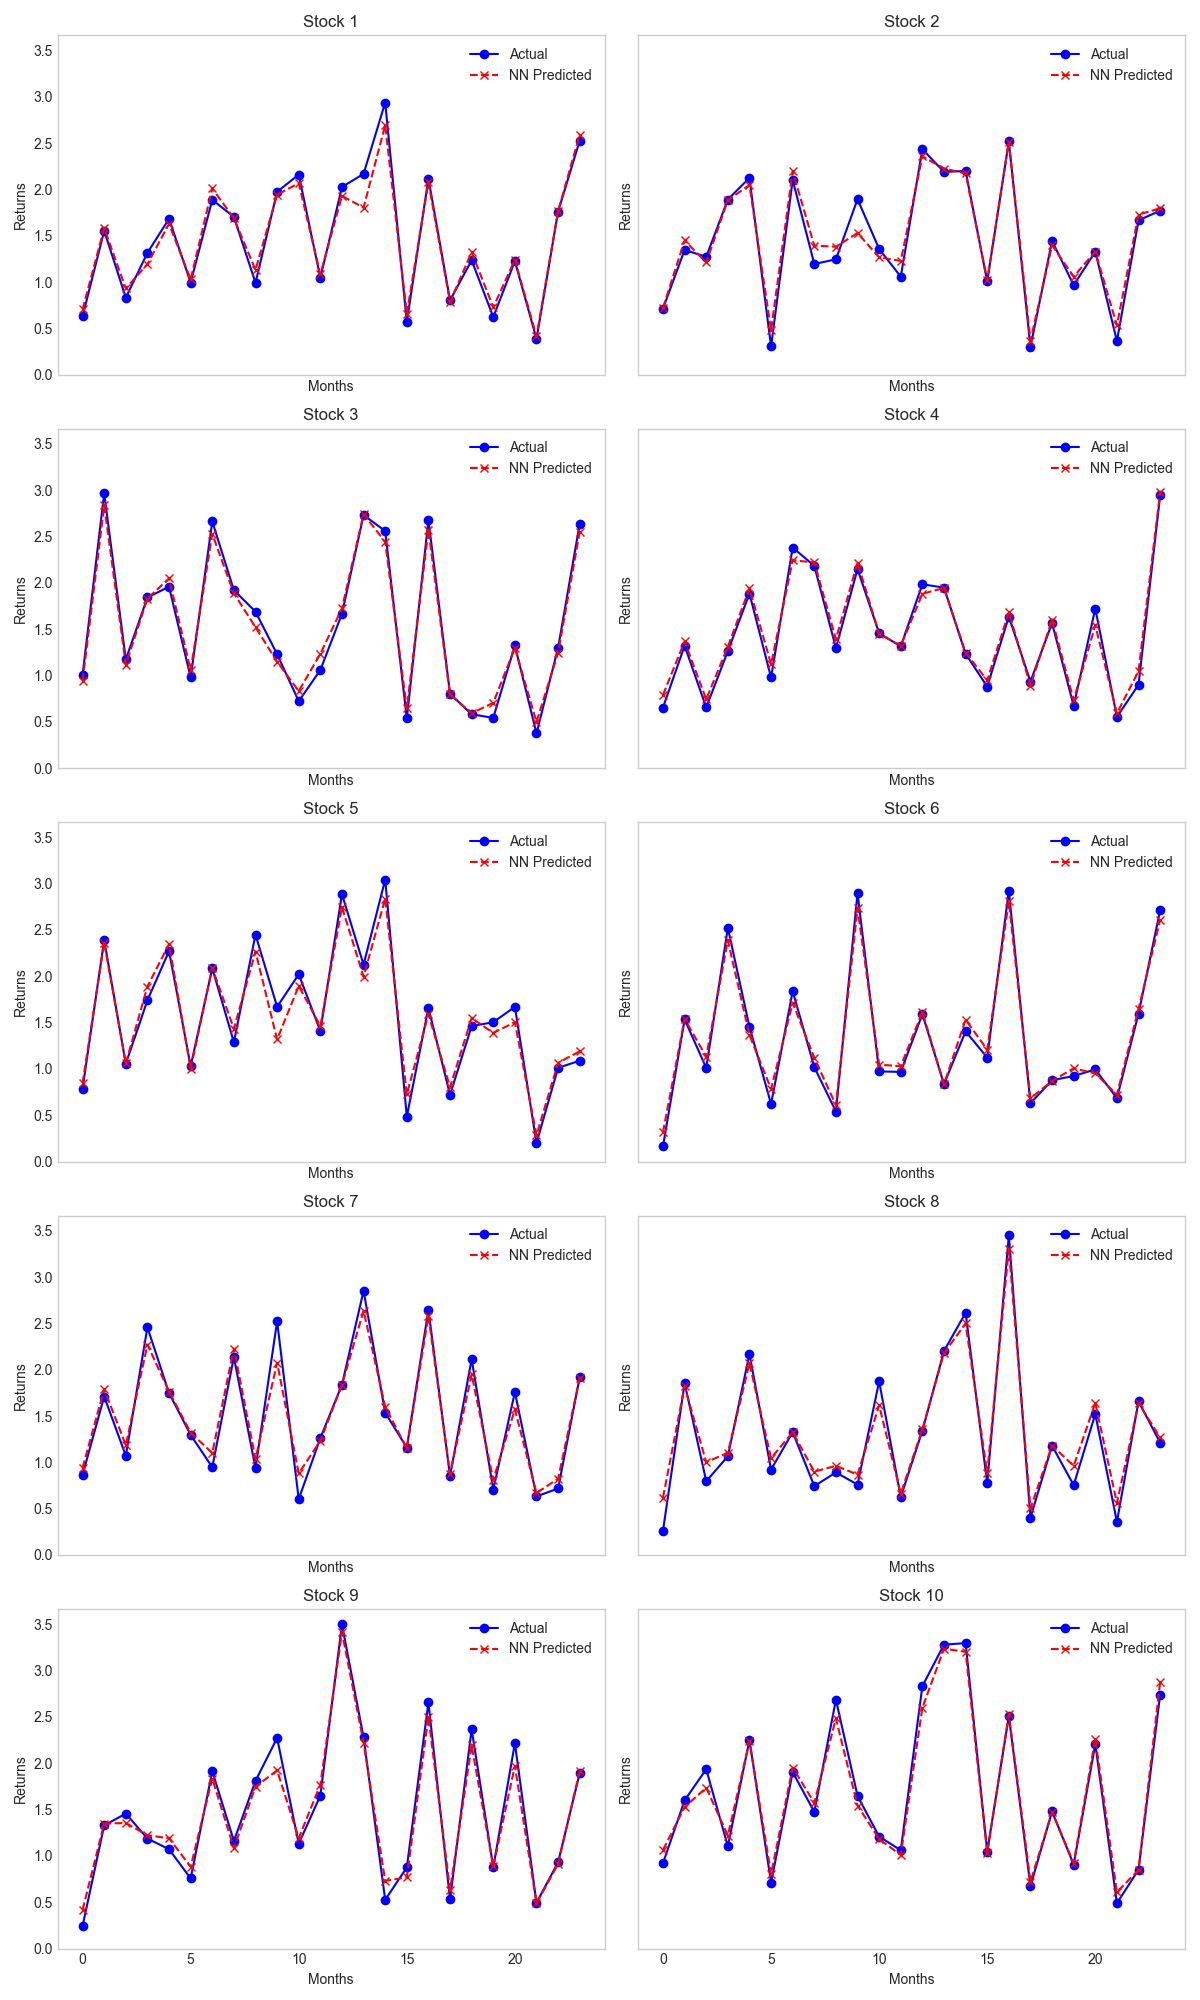 Stock 1
Returns
3.5
3.0
2.5
2.0
1.5
1.0
0.5
0.0
Actual
NN Predicted
Months
Stock 2
Returns
Actual
NN Predicted
Months
Stock 3
Returns
3.5
3.0
2.5
2.0
1.5
1.0
0.5
0.0
Actual
NN Predicted
Months
Stock 4
Returns
Actual
NN Predicted
Months
Stock 5
Returns
3.5
3.0
2.5
2.0
1.5
1.0
0.5
0.0
Actual
NN Predicted
Months
Stock 6
Returns
Actual
NN Predicted
Months
Stock 7
Returns
3.5
3.0
2.5
2.0
1.5
1.0
0.5
0.0
Actual
NN Predicted
Months
Stock 8
Returns
Actual
NN Predicted
Months
Stock 9
Returns
3.5
3.0
2.5
2.0
1.5
1.0
0.5
0.0
Actual
NN Predicted
0 5 10 15 20
Months
Stock 10
Returns
Actual
NN Predicted
0 5 10 15 20
Months